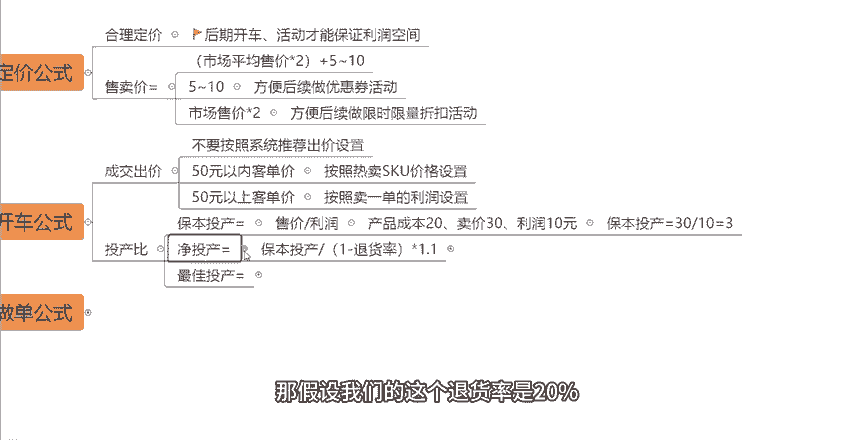 合理定价
后期开车、活动才能保证利润空间
定价公式
售卖价=
（市场平均售价*2）+5~10
5~10
方便后续做优惠券活动
市场售价*2
方便后续做限时限量折扣活动
开车公式
成交出价
不要按照系统推荐出价设置
50元以内客单价
按照热卖SKU价格设置
50元以上客单价
按照卖一单的利润设置
投产比
保本投产=
售价/利润
产品成本20、卖价30、利润10元
保本投产=30/10=3
净投产=
保本投产/（1-退货率）*1.1
最佳投产=
做单公式
那假设我们的这个退货率是20%